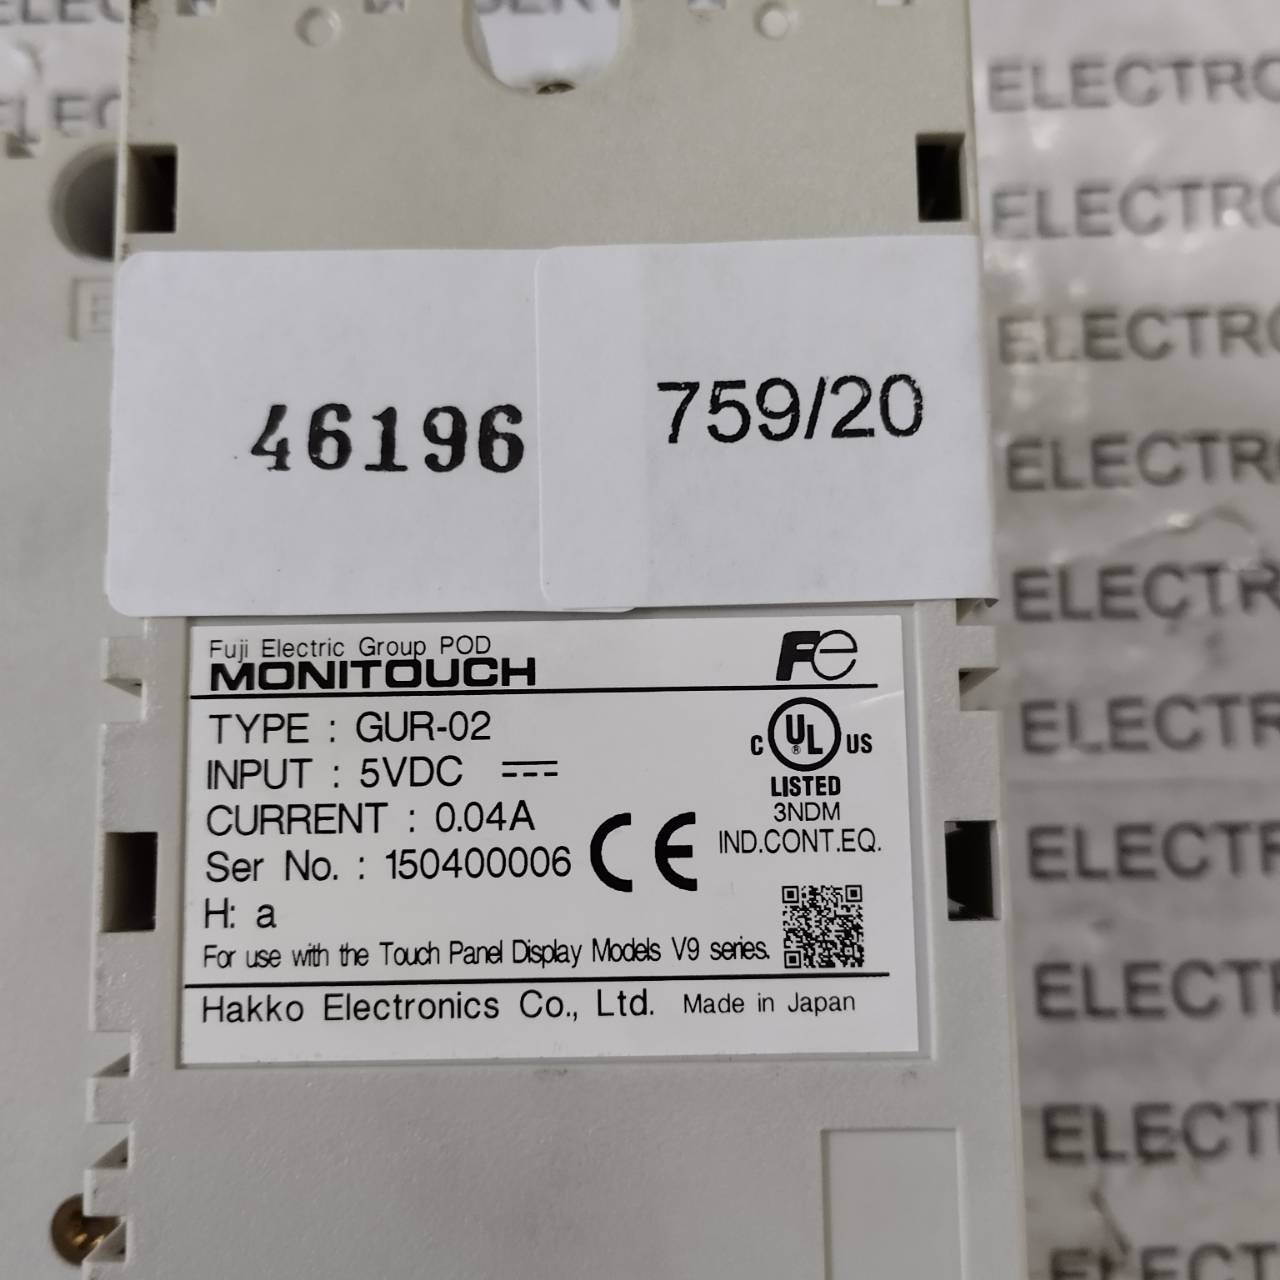 46196
759/20
Fuji Electric Group POD
MONITOUCH
Fe
TYPE : GUR-02
INPUT : 5VDC
CURRENT : 0.04A
Ser No. : 150400006
H: a
For use with the Touch Panel Display Models V9 series.
C UL ® US
LISTED
3NDM
IND.CONT.EQ.
CE
Hakko Electronics Co., Ltd. Made in Japan
ELECTRO
ELECTRO
ELECTRO
ELECTR
ELECTR
ELECTR
ELECTR
ELECT
ELECT